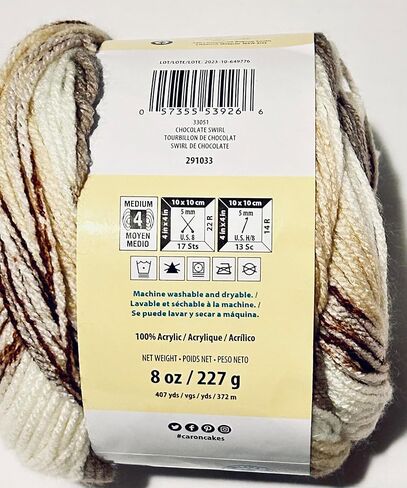 LOT/LOTE/LOTE: 2023-10-649776
0 57355 53926 6
33051
CHOCOLATE SWIRL
TOURBILLON DE CHOCOLAT
SWIRL DE CHOCOLATE
291033
MEDIUM
4
MOYEN
MEDIO
10 x 10 cm
4 in x 4 in
5 mm
U.S. 8
22 R
17 Sts
10 x 10 cm
4 in x 4 in
5 mm
U.S. H/8
14 R
13 Sc
Machine washable and dryable. /
Lavable et séchable à la machine. /
Se puede lavar y secar a máquina.
100% Acrylic / Acrylique / Acrílico
NET WEIGHT • POIDS NET • PESO NETO
8 oz / 227 g
407 yds / vgs / yds / 372 m
#caroncakes